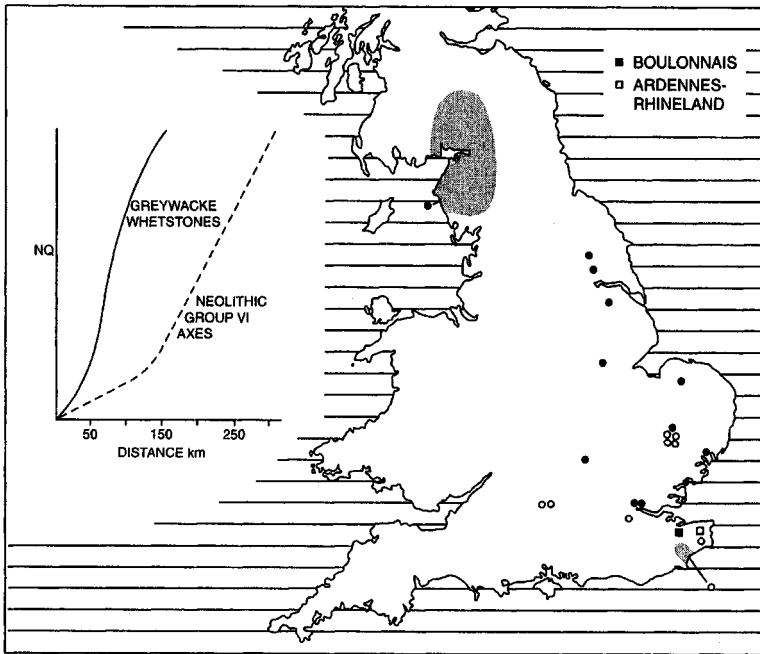 BOULONNAIS
ARDENNES-
RHINELAND
GREYWACKE
WHETSTONES
NQ
NEOLITHIC
GROUP VI
AXES
50 150 250
DISTANCE km